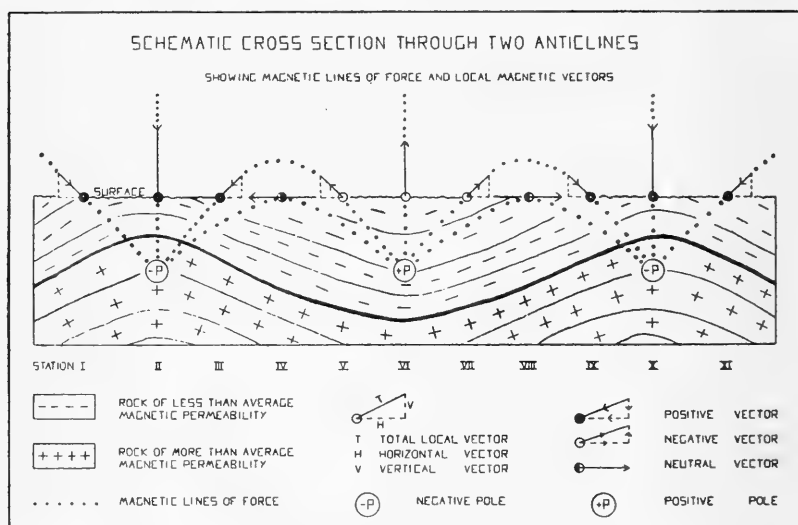 SCHEMATIC CROSS SECTION THROUGH TWO ANTICLINES
SHOWING MAGNETIC LINES OF FORCE AND LOCAL MAGNETIC VECTORS
SURFACE
-P +P -P
STATION I II III IV V VI VII VIII IX X XI
ROCK OF LESS THAN AVERAGE
MAGNETIC PERMEABILITY
ROCK OF MORE THAN AVERAGE
MAGNETIC PERMEABILITY
MAGNETIC LINES OF FORCE
T
V
H
T TOTAL LOCAL VECTOR
H HORIZONTAL VECTOR
V VERTICAL VECTOR
-P NEGATIVE POLE
POSITIVE VECTOR
NEGATIVE VECTOR
NEUTRAL VECTOR
+P POSITIVE POLE